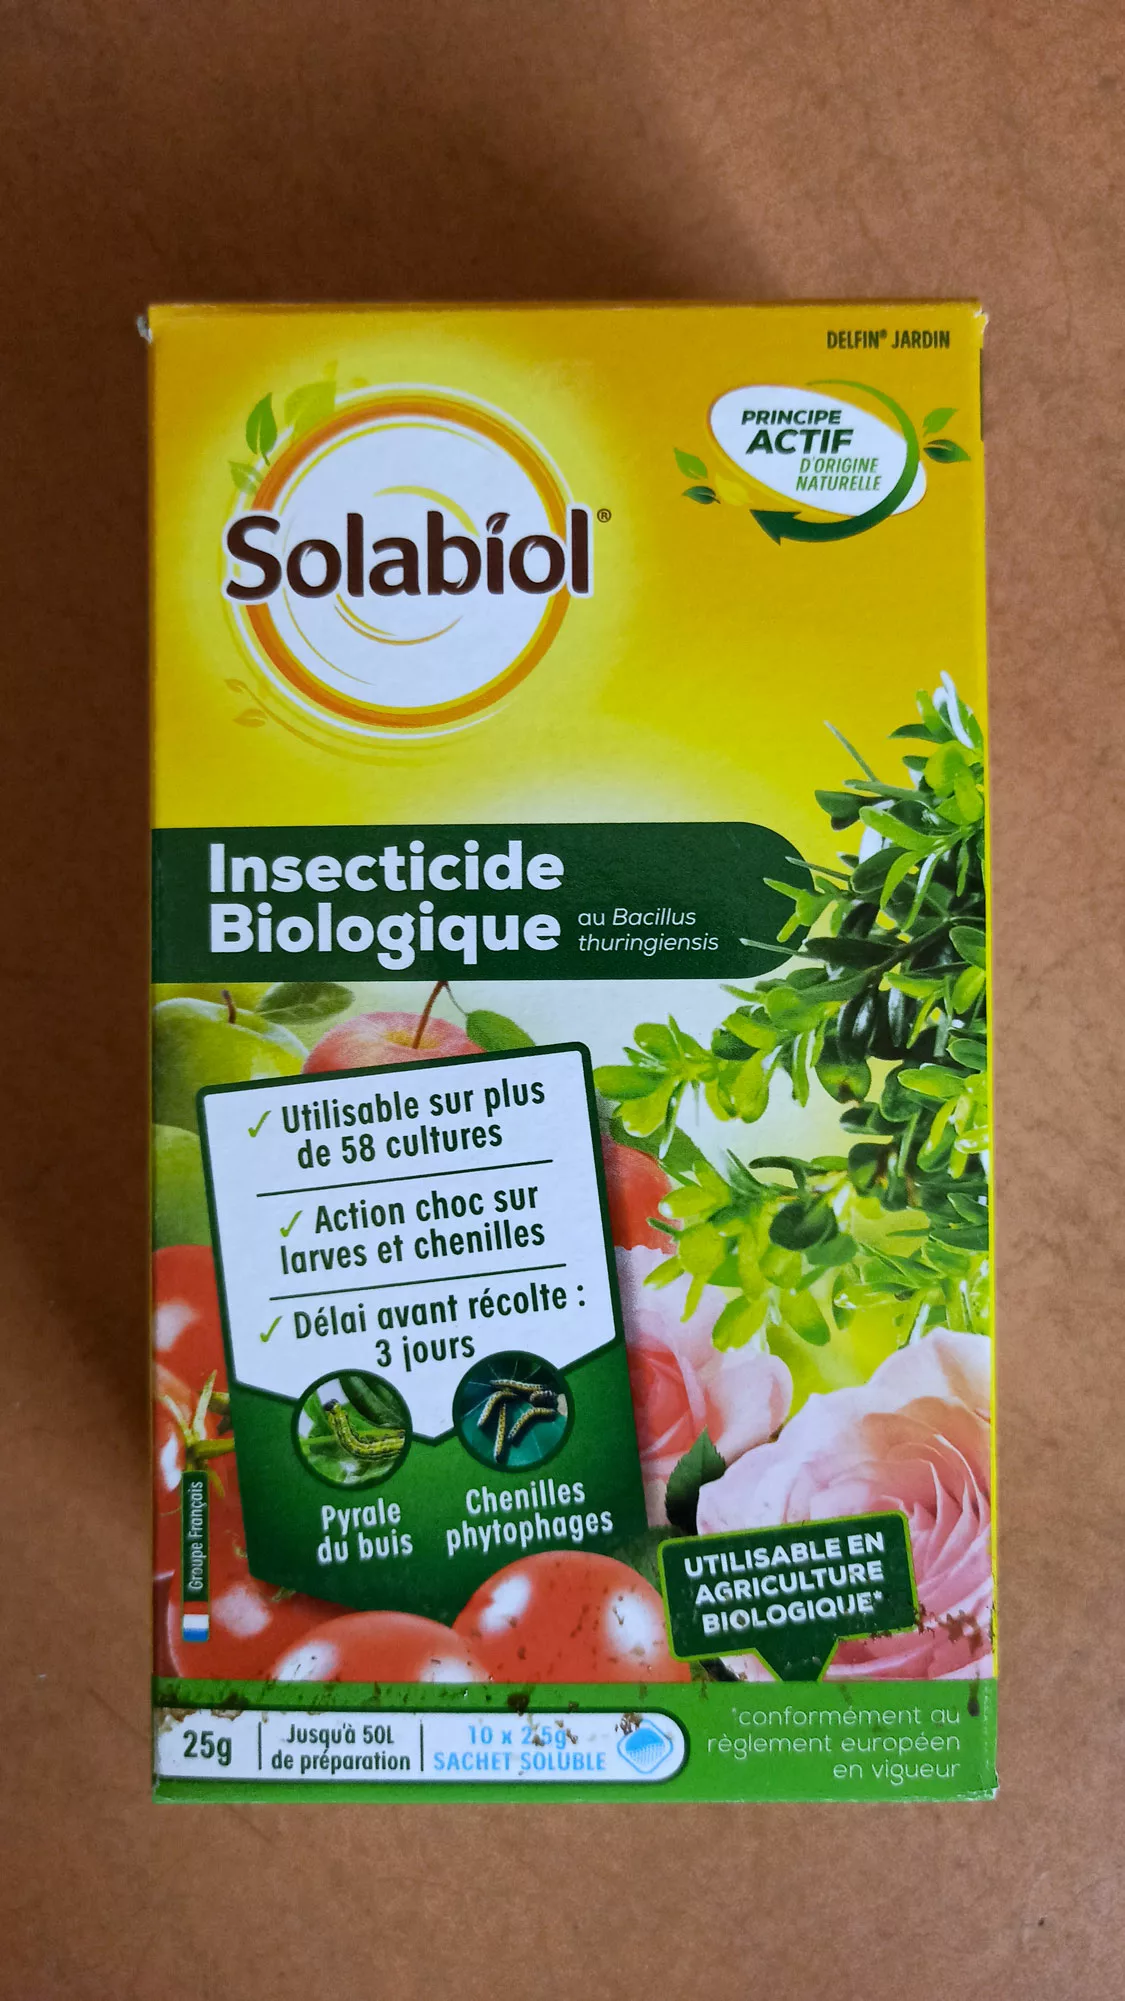 DELFIN® JARDIN
PRINCIPE
ACTIF
D'ORIGINE
NATURELLE
Solabiol®
Insecticide
Biologique
au Bacillus
thuringiensis
✓ Utilisable sur plus
de 58 cultures
✓ Action choc sur
larves et chenilles
✓ Délai avant récolte :
3 jours
Pyrale
du buis
Chenilles
phytophages
Groupe Français
UTILISABLE EN
AGRICULTURE
BIOLOGIQUE*
25g
Jusqu'à 50L
de préparation
10 x 2,5g
SACHET SOLUBLE
*conformément au
règlement européen
en vigueur